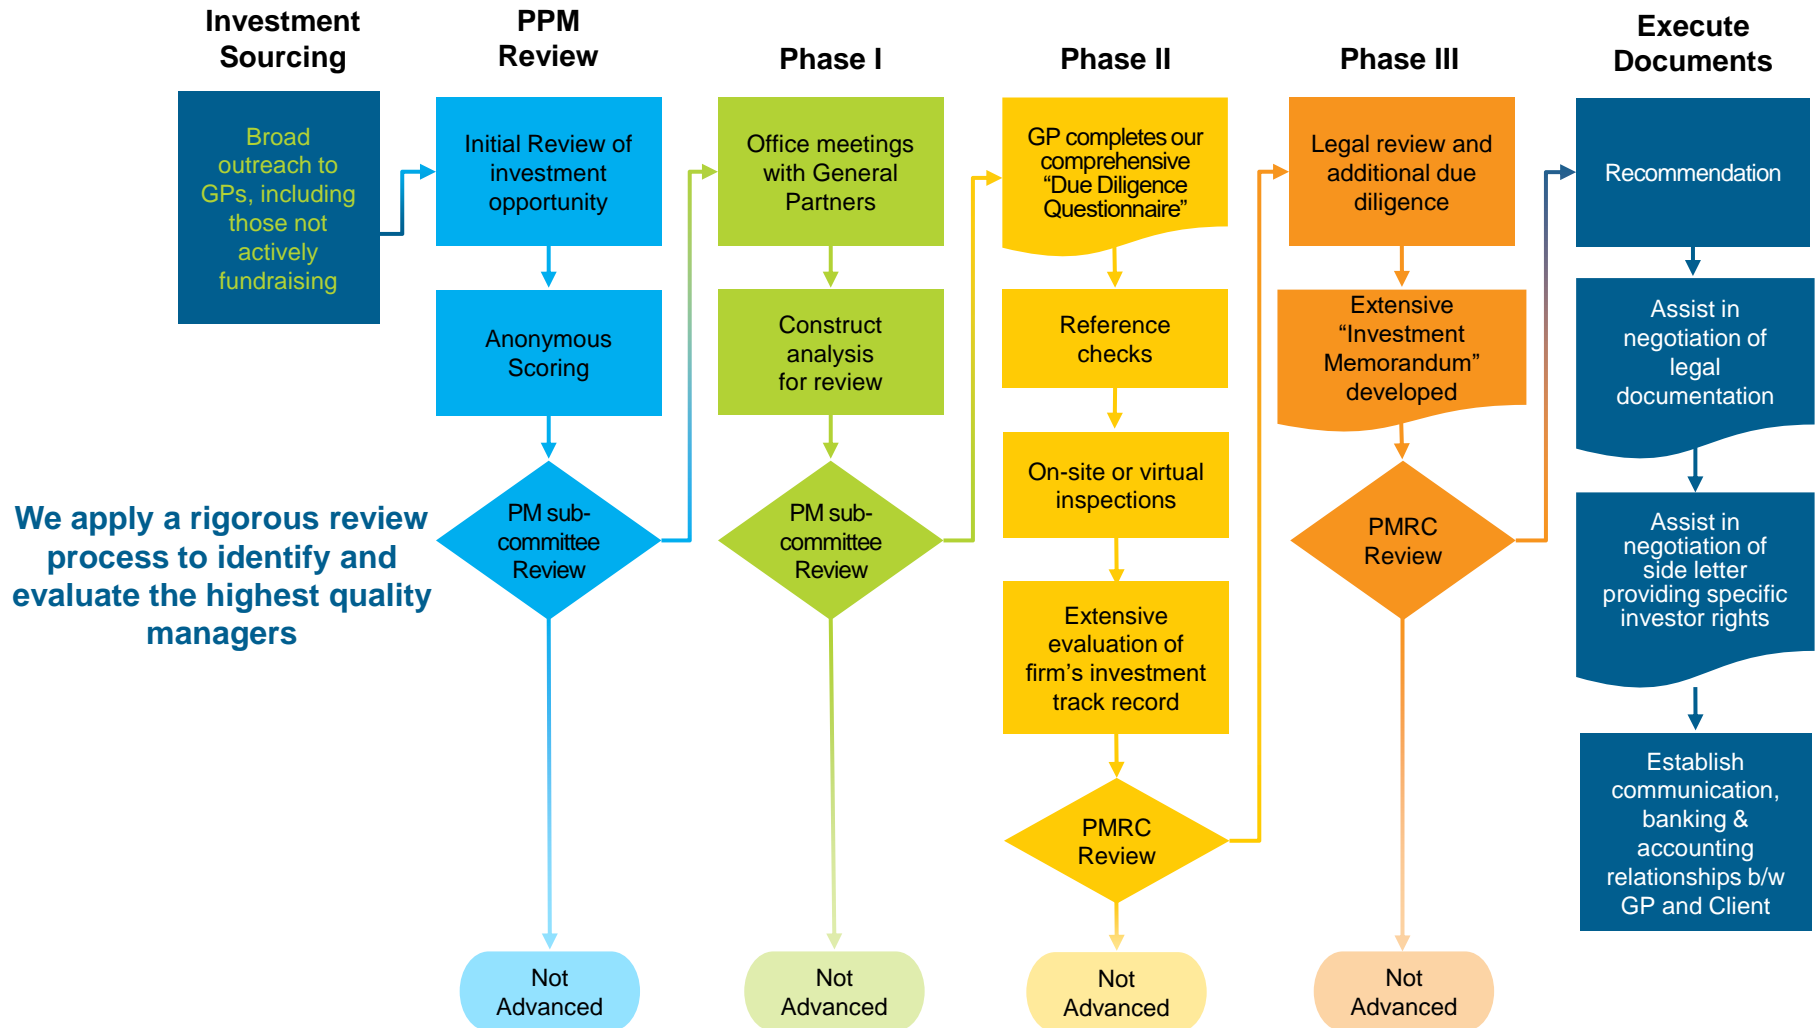 Investment
Sourcing
PPM
Review
Phase I
Phase II
Phase III
Execute
Documents
Broad
outreach to
GPs, including
those not
actively
fundraising
Initial Review of
investment
opportunity
Anonymous
Scoring
PM sub-
committee
Review
Not
Advanced
Office meetings
with General
Partners
Construct
analysis
for review
PM sub-
committee
Review
Not
Advanced
GP completes our
comprehensive
“Due Diligence
Questionnaire”
Reference
checks
On-site or virtual
inspections
Extensive
evaluation of
firm’s investment
track record
PMRC
Review
Not
Advanced
Legal review and
additional due
diligence
Extensive
“Investment
Memorandum”
developed
PMRC
Review
Not
Advanced
Recommendation
Assist in
negotiation of
legal
documentation
Assist in
negotiation of
side letter
providing specific
investor rights
Establish
communication,
banking &
accounting
relationships b/w
GP and Client
We apply a rigorous review
process to identify and
evaluate the highest quality
managers